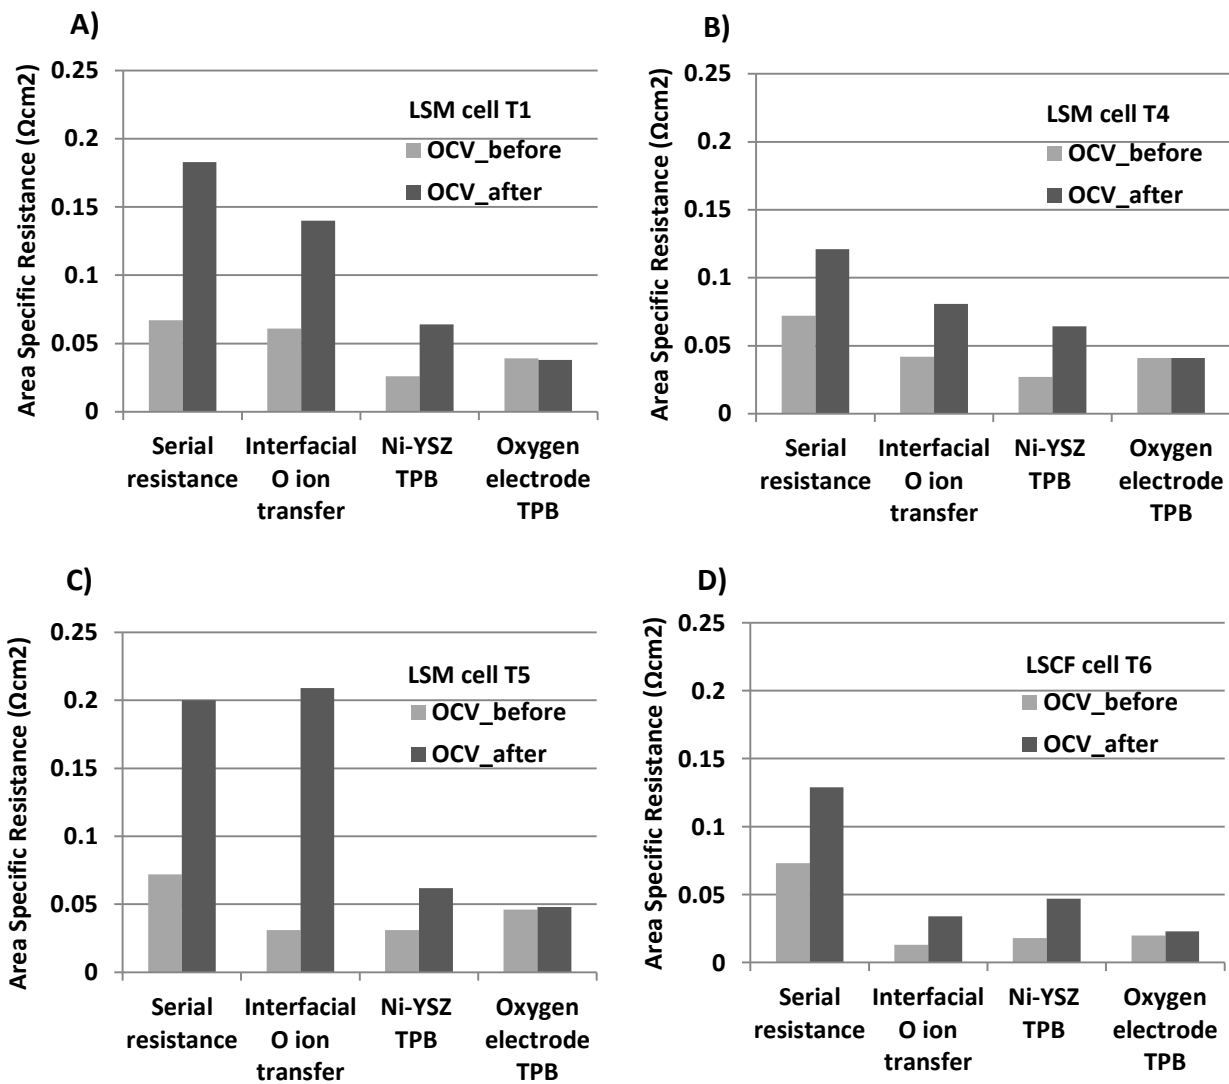 A)
Area Specific Resistance (Ωcm2)
0.25
0.2
0.15
0.1
0.05
0
LSM cell T1
OCV_before
OCV_after
Serial
resistance
Interfacial
O ion
transfer
Ni-YSZ
TPB
Oxygen
electrode
TPB
B)
Area Specific Resistance (Ωcm2)
0.25
0.2
0.15
0.1
0.05
0
LSM cell T4
OCV_before
OCV_after
Serial
resistance
Interfacial
O ion
transfer
Ni-YSZ
TPB
Oxygen
electrode
TPB
C)
Area Specific Resistance (Ωcm2)
0.25
0.2
0.15
0.1
0.05
0
LSM cell T5
OCV_before
OCV_after
Serial
resistance
Interfacial
O ion
transfer
Ni-YSZ
TPB
Oxygen
electrode
TPB
D)
Area Specific Resistance (Ωcm2)
0.25
0.2
0.15
0.1
0.05
0
LSCF cell T6
OCV_before
OCV_after
Serial
resistance
Interfacial
O ion
transfer
Ni-YSZ
TPB
Oxygen
electrode
TPB